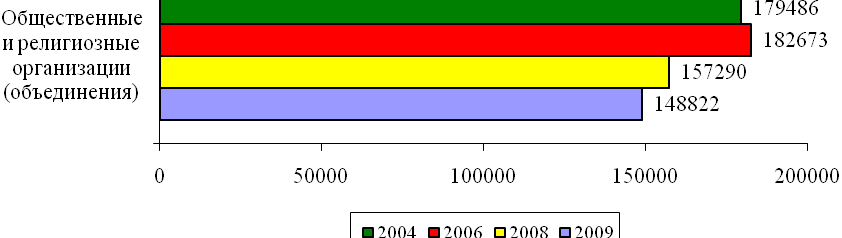 Общественные
и религиозные
организации
(объединения)
179486
182673
157290
148822
0 50000 100000 150000 200000
2004 2006 2008 2009